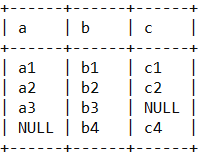 +------+------+------+
| a    | b    | c    |
+------+------+------+
| a1   | b1   | c1   |
| a2   | b2   | c2   |
| a3   | b3   | NULL |
| NULL | b4   | c4   |
+------+------+------+